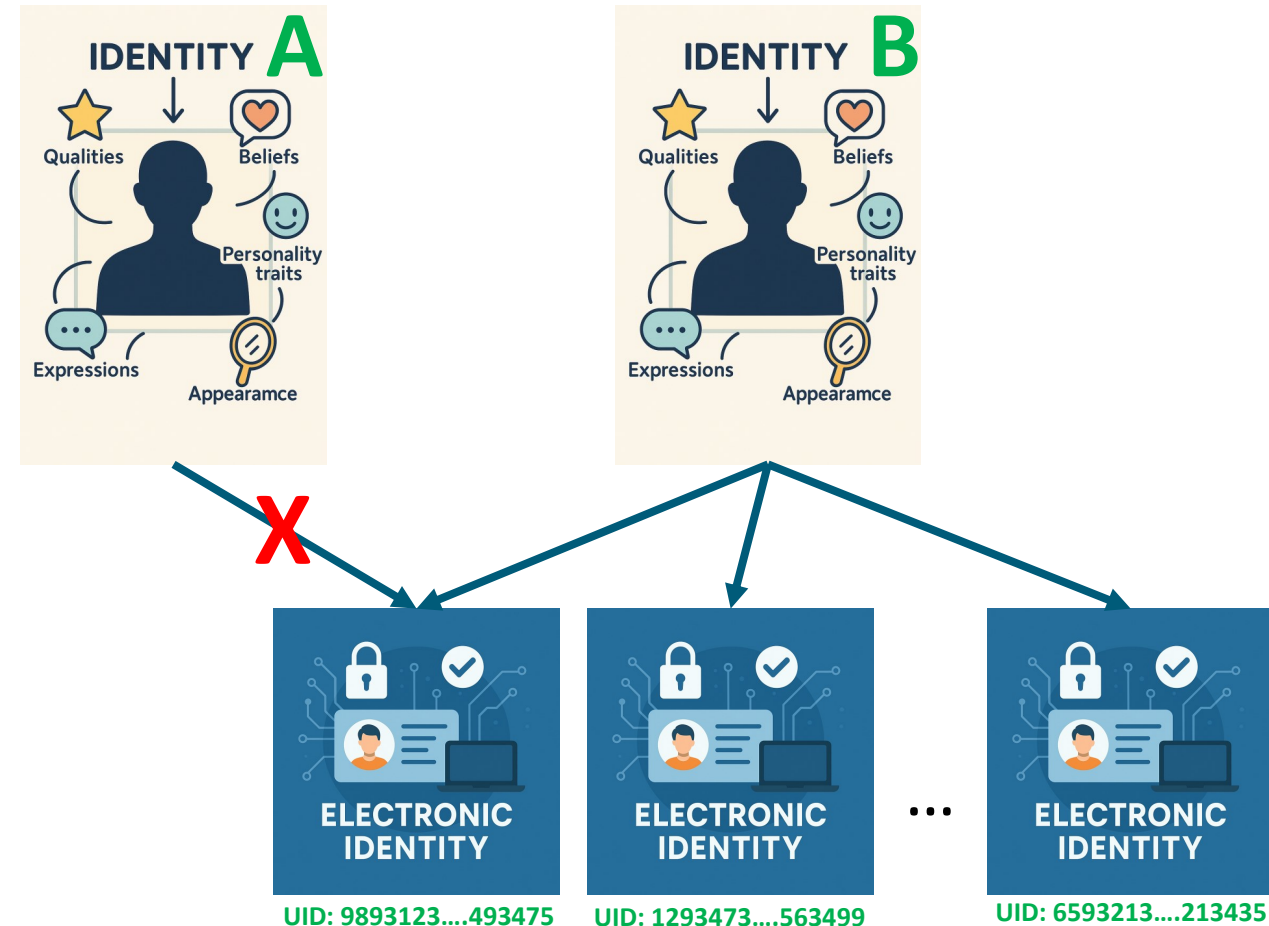 IDENTITY A
Qualities
Beliefs
Personality
traits
Expressions
Appearamce
IDENTITY B
Qualities
Beliefs
Personality
traits
Expressions
Appearamce
X
ELECTRONIC
IDENTITY
UID: 9893123....493475
ELECTRONIC
IDENTITY
UID: 1293473....563499
...
ELECTRONIC
IDENTITY
UID: 6593213....213435